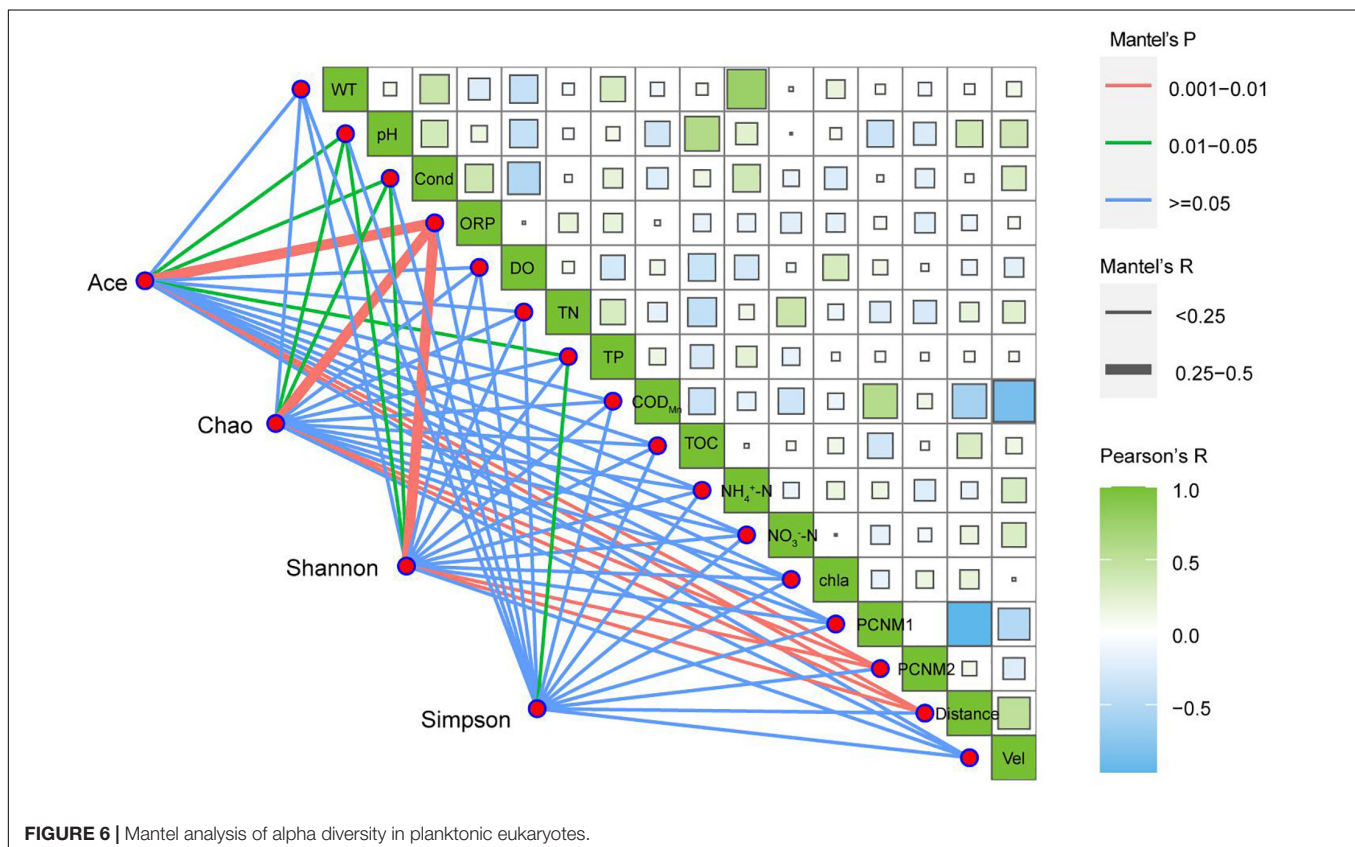 Mantel's P
0.001−0.01
0.01−0.05
>=0.05
Mantel's R
<0.25
0.25−0.5
Pearson's R
1.0
0.5
0.0
−0.5
WT
pH
Cond
ORP
DO
TN
TP
COD_Mn
TOC
NH₄⁺-N
NO₃⁻-N
chla
PCNM1
PCNM2
Distance
Vel
Ace
Chao
Shannon
Simpson
FIGURE 6 | Mantel analysis of alpha diversity in planktonic eukaryotes.